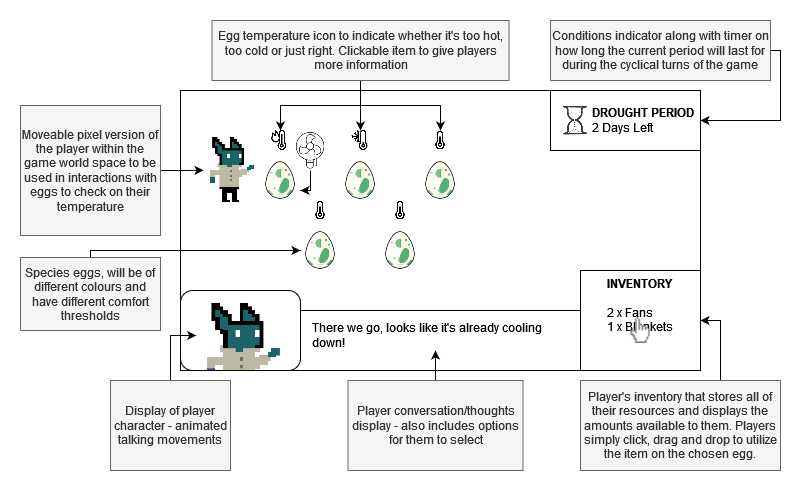 Egg temperature icon to indicate whether it's too hot,
too cold or just right. Clickable item to give players
more information
Conditions indicator along with timer on
how long the current period will last for
during the cyclical turns of the game
Moveable pixel version of
the player within the
game world space to be
used in interactions with
eggs to check on their
temperature
DROUGHT PERIOD
2 Days Left
Species eggs, will be of
different colours and
have different comfort
thresholds
INVENTORY
2 x Fans
1 x Blankets
There we go, looks like it's already cooling
down!
Display of player
character - animated
talking movements
Player conversation/thoughts
display - also includes options
for them to select
Player's inventory that stores all of
their resources and displays the
amounts available to them. Players
simply click, drag and drop to utilize
the item on the chosen egg.